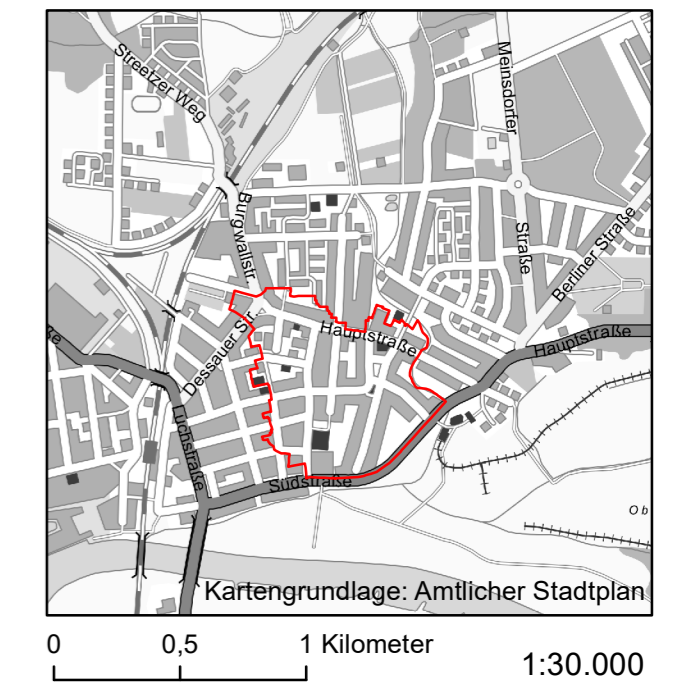 Streetzer Weg
Meinsdorfer
Straße
Burgwallstr.
Berliner Straße
Dessauer Str.
Hauptstraße
Hauptstraße
ße
Luchstraße
Südstraße
O b
Kartengrundlage: Amtlicher Stadtplan
0 0,5 1 Kilometer
1:30.000